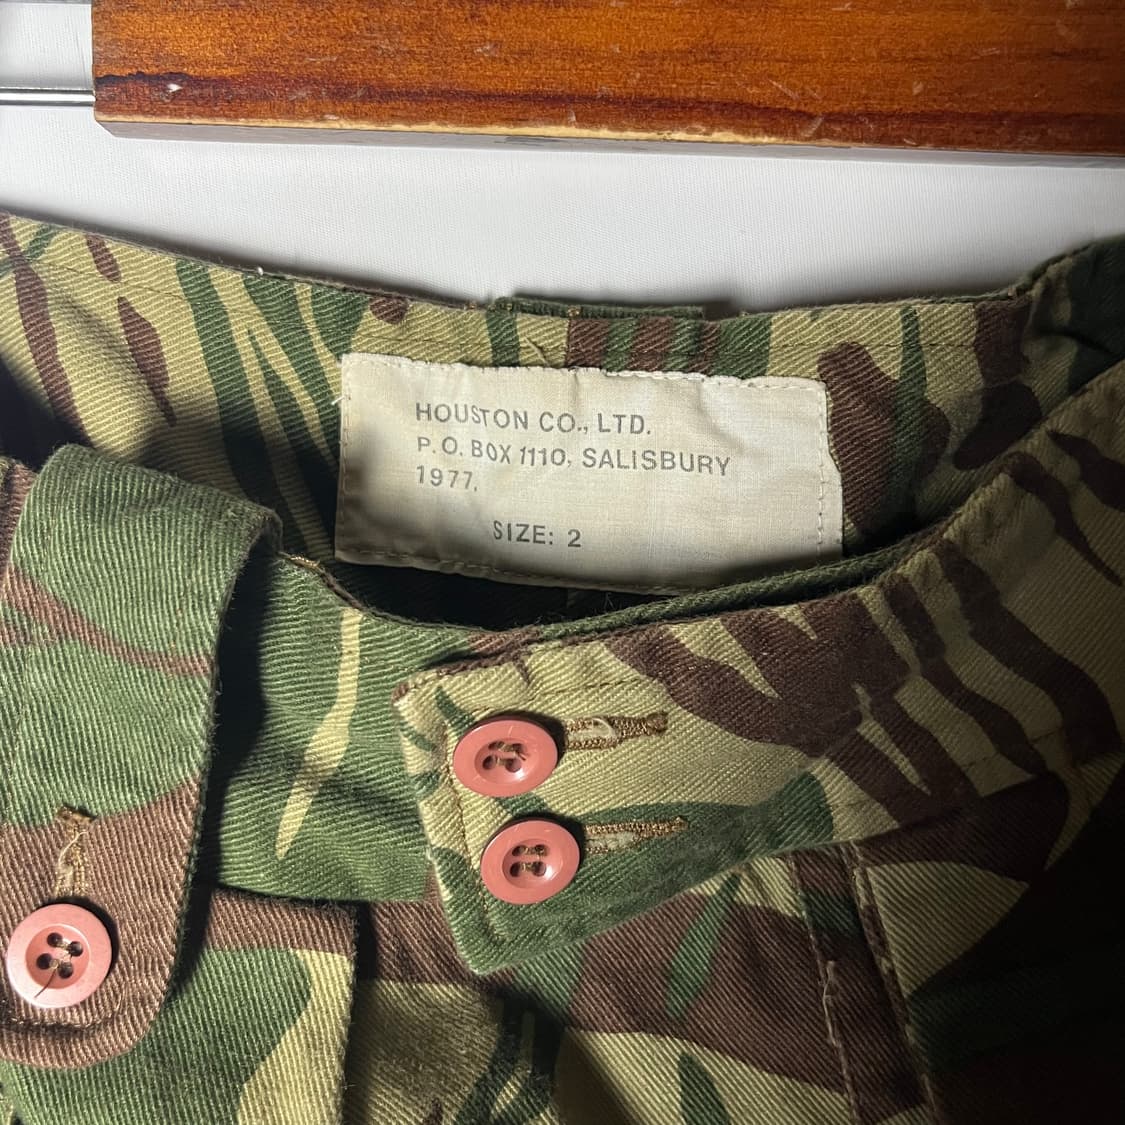 HOUSTON CO., LTD.
P.O. BOX 1110, SALISBURY
1977.
SIZE: 2